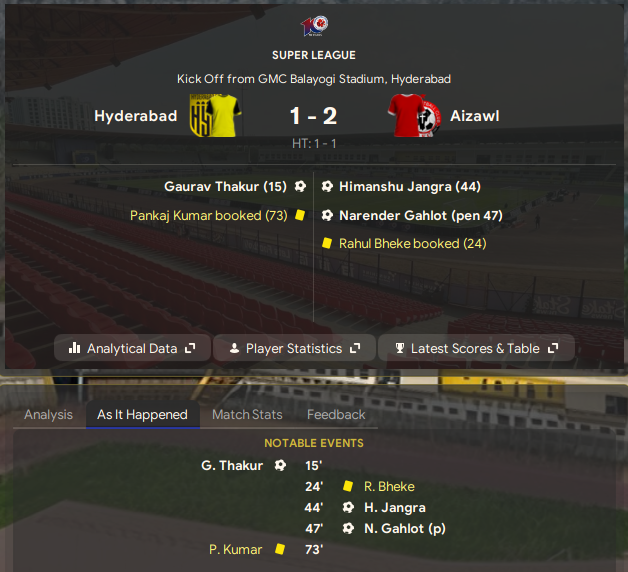 SUPER LEAGUE
Kick Off from GMC Balayogi Stadium, Hyderabad
Hyderabad 1 - 2 Aizawl
HT: 1 - 1
Gaurav Thakur (15) Himanshu Jangra (44)
Pankaj Kumar booked (73) Narender Gahlot (pen 47)
Rahul Bheke booked (24)
Analytical Data Player Statistics Latest Scores & Table
Analysis As It Happened Match Stats Feedback
NOTABLE EVENTS
G. Thakur 15'
24' R. Bheke
44' H. Jangra
47' N. Gahlot (p)
P. Kumar 73'